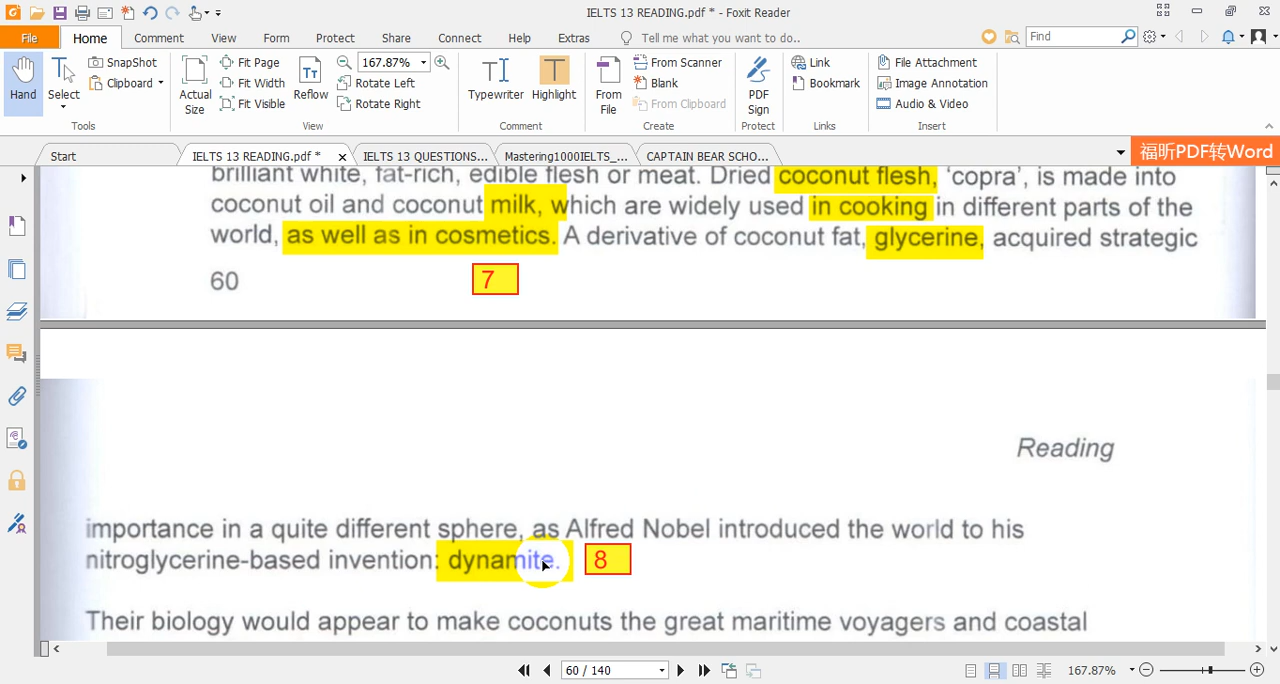 IELTS 13 READING.pdf * - Foxit Reader
File Home Comment View Form Protect Share Connect Help Extras Tell me what you want to do.. Find
Hand Select SnapShot Clipboard Actual Size Fit Page Fit Width Fit Visible Reflow 167.87% Rotate Left Rotate Right Typewriter Highlight From File From Scanner Blank From Clipboard PDF Sign Link Bookmark File Attachment Image Annotation Audio & Video
Tools View Comment Create Protect Links Insert
Start IELTS 13 READING.pdf * IELTS 13 QUESTIONS... Mastering1000IELTS_... CAPTAIN BEAR SCHO... 福昕PDF转Word
brilliant white, fat-rich, edible flesh or meat. Dried coconut flesh, 'copra', is made into
coconut oil and coconut milk, which are widely used in cooking in different parts of the
world, as well as in cosmetics. A derivative of coconut fat, glycerine, acquired strategic
60 7
Reading
importance in a quite different sphere, as Alfred Nobel introduced the world to his
nitroglycerine-based invention: dynamite. 8
Their biology would appear to make coconuts the great maritime voyagers and coastal
60 / 140 167.87%